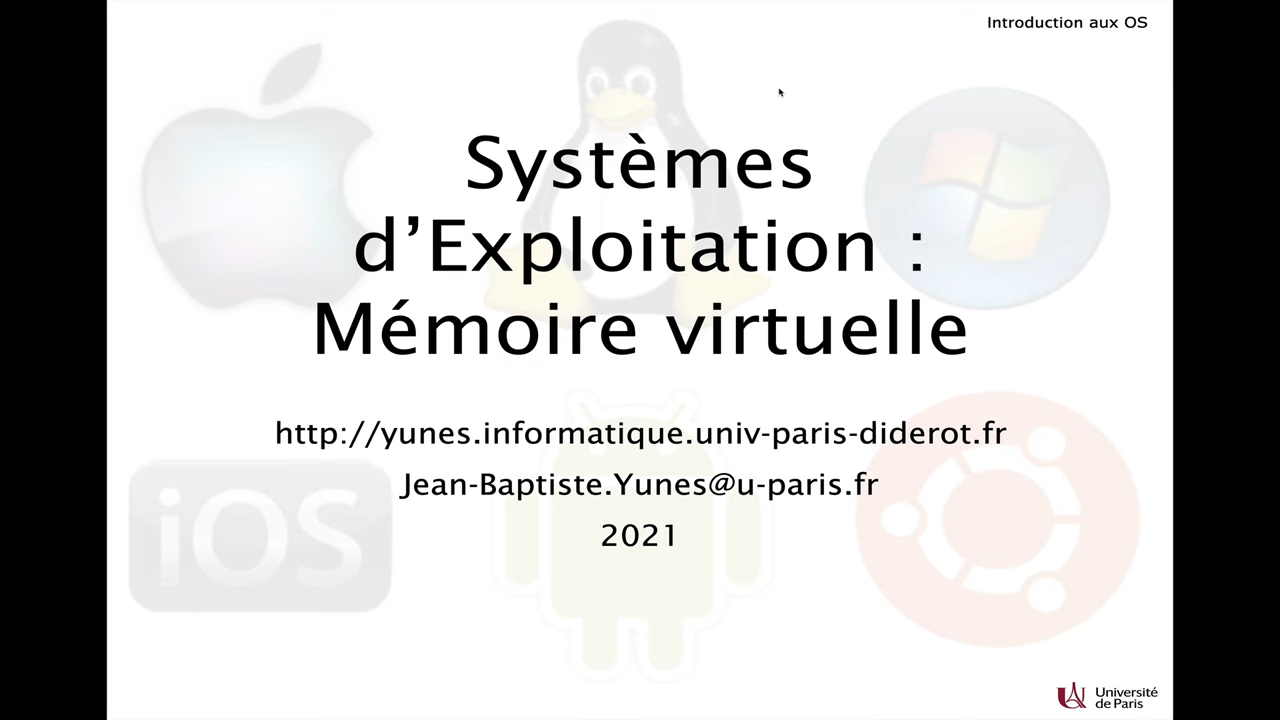 Introduction aux OS
Systèmes
d’Exploitation :
Mémoire virtuelle
http://yunes.informatique.univ-paris-diderot.fr
Jean-Baptiste.Yunes@u-paris.fr
2021
iOS
Université
de Paris